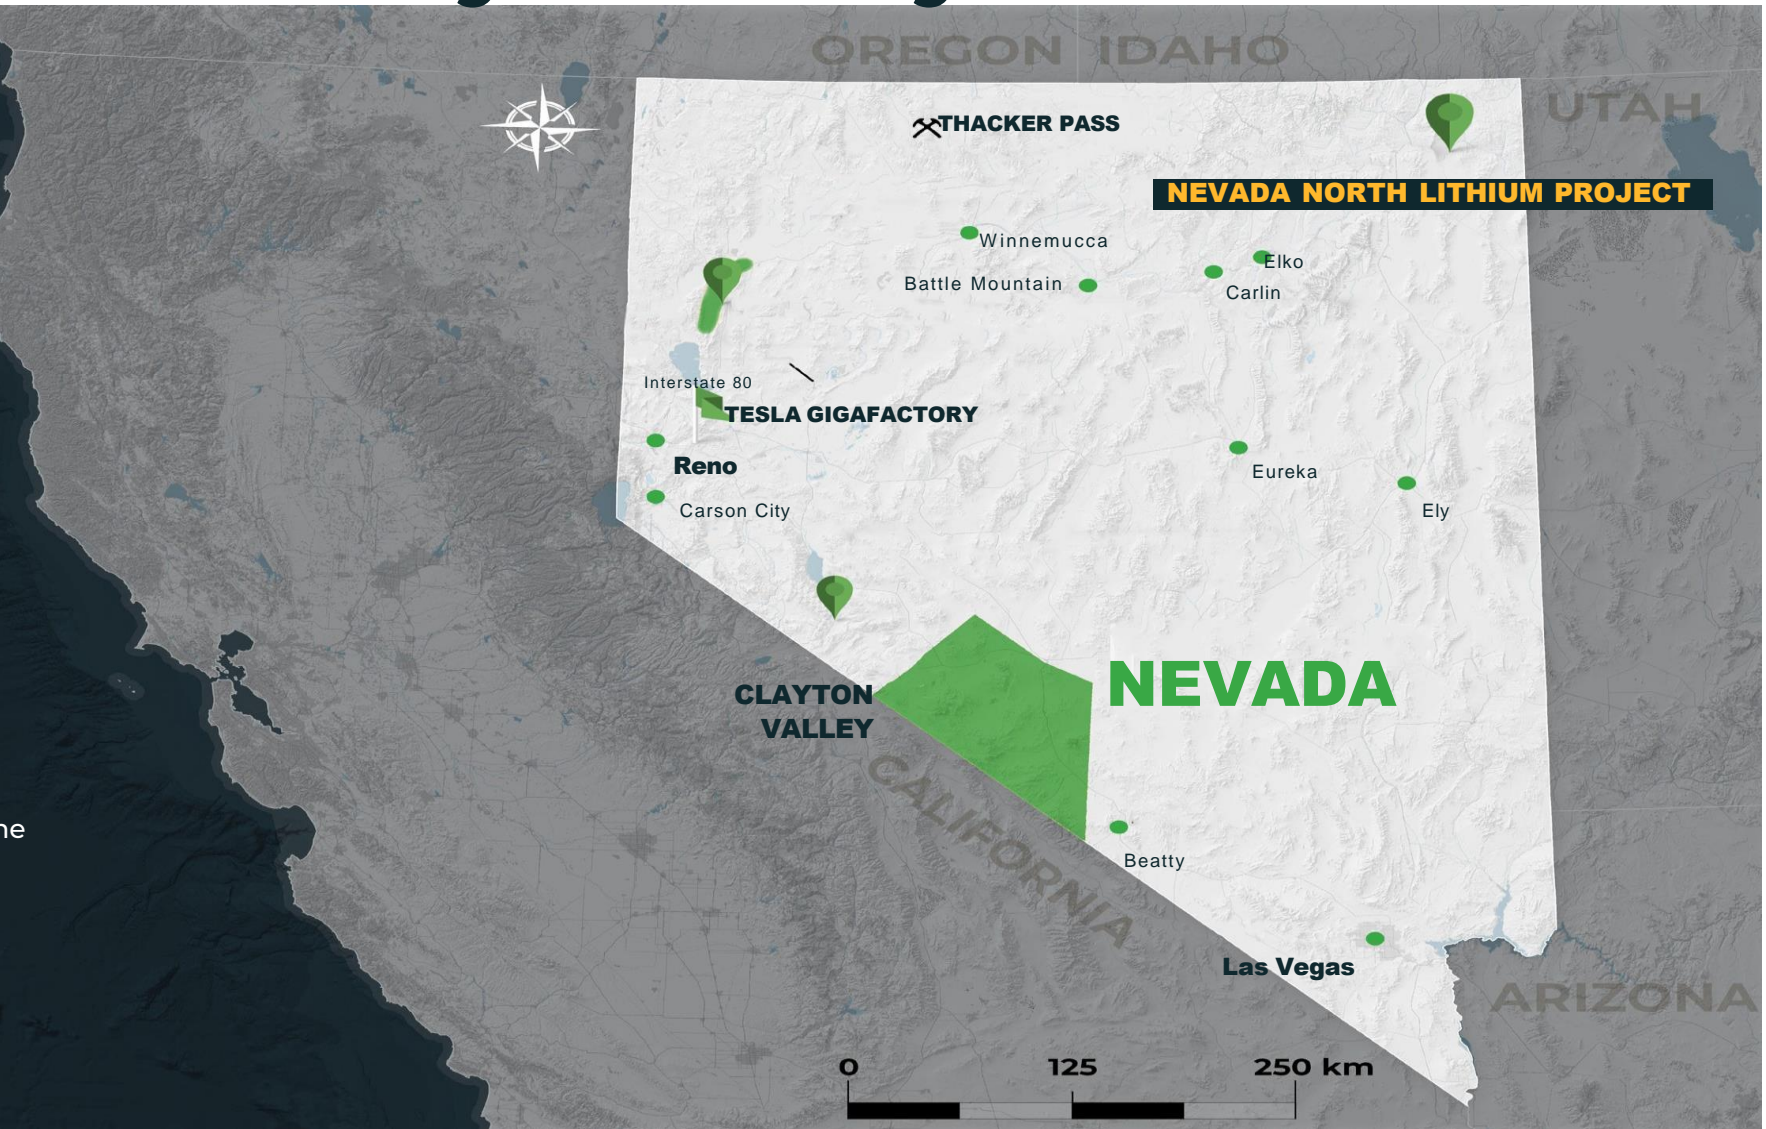 OREGON IDAHO
UTAH
THACKER PASS
NEVADA NORTH LITHIUM PROJECT
Winnemucca
Elko
Battle Mountain
Carlin
Interstate 80
TESLA GIGAFACTORY
Reno
Eureka
Carson City
Ely
NEVADA
CLAYTON
VALLEY
CALIFORNIA
Beatty
Las Vegas
ARIZONA
0 125 250 km